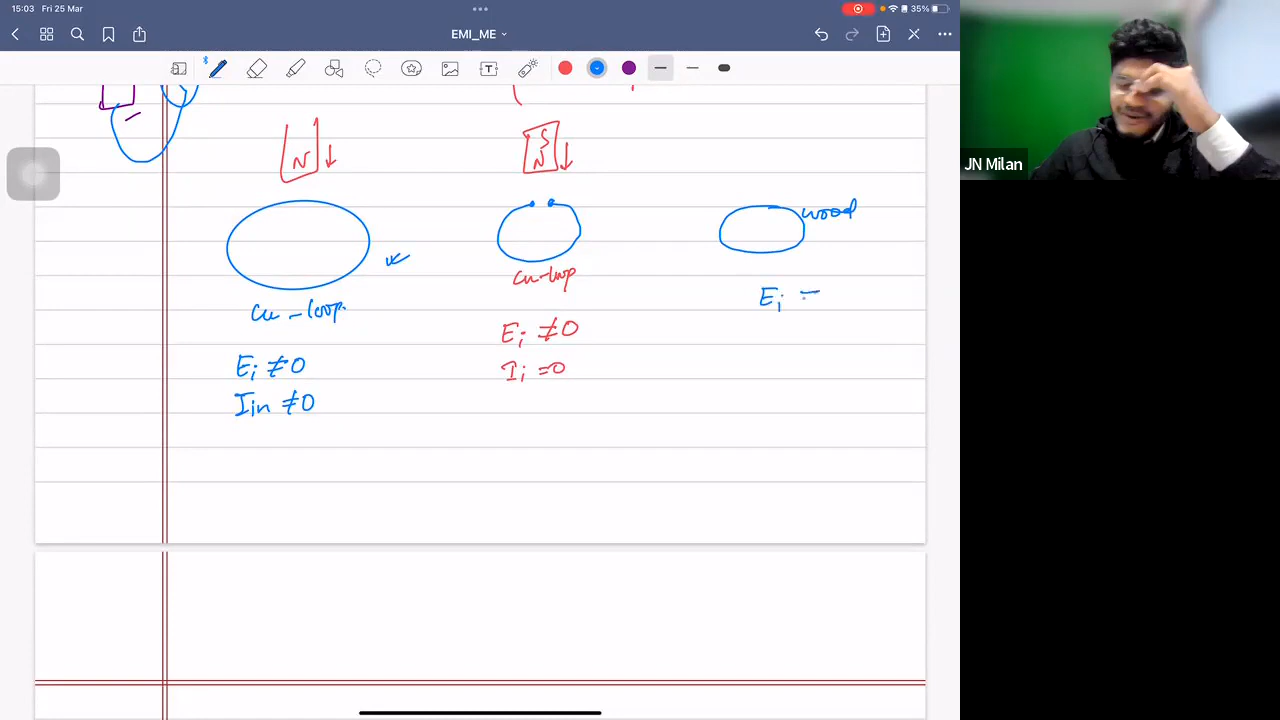 15:03 Fri 25 Mar
35%
EMI_ME
T
JN Milan
N
S
N
wood
Cu-loop
Cu-loop.
Ei =
Ei ≠0
Ii =0
Ei ≠0
Iin ≠0